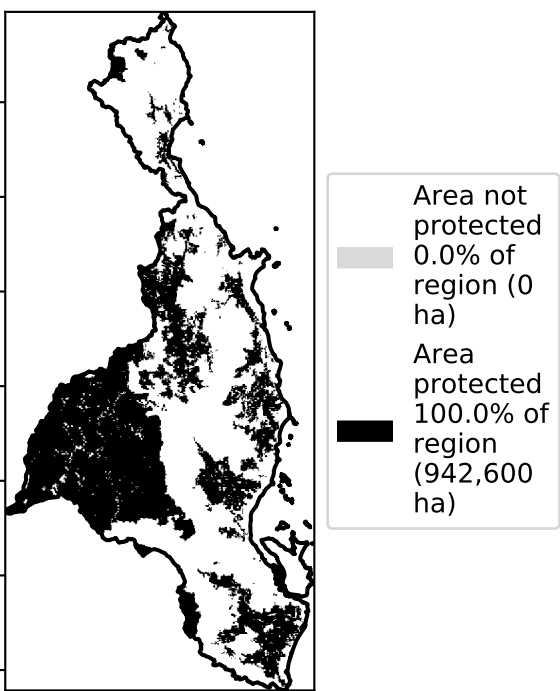 Area not
protected
0.0% of
region (0
ha)
Area
protected
100.0% of
region
(942,600
ha)